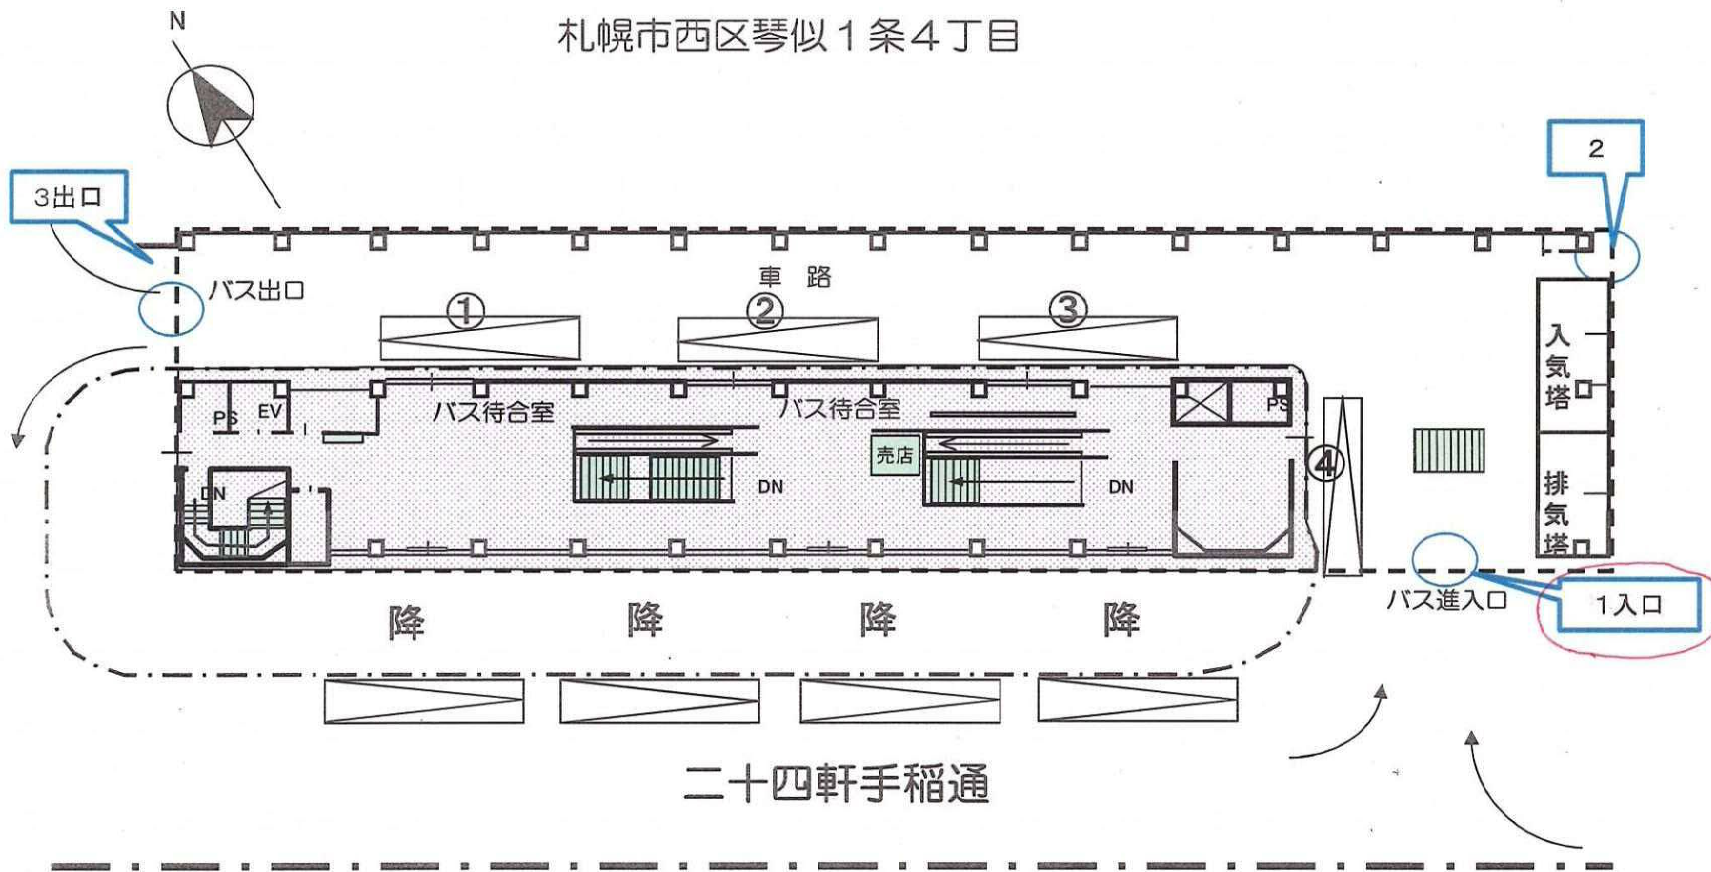 札幌市西区琴似1条4丁目
N
2
3出口
車 路
バス出口
①
②
③
入気塔
PS
EV
バス待合室
バス待合室
PS
売店
④
DN
DN
DN
排気塔
バス進入口
1入口
降
降
降
降
二十四軒手稲通